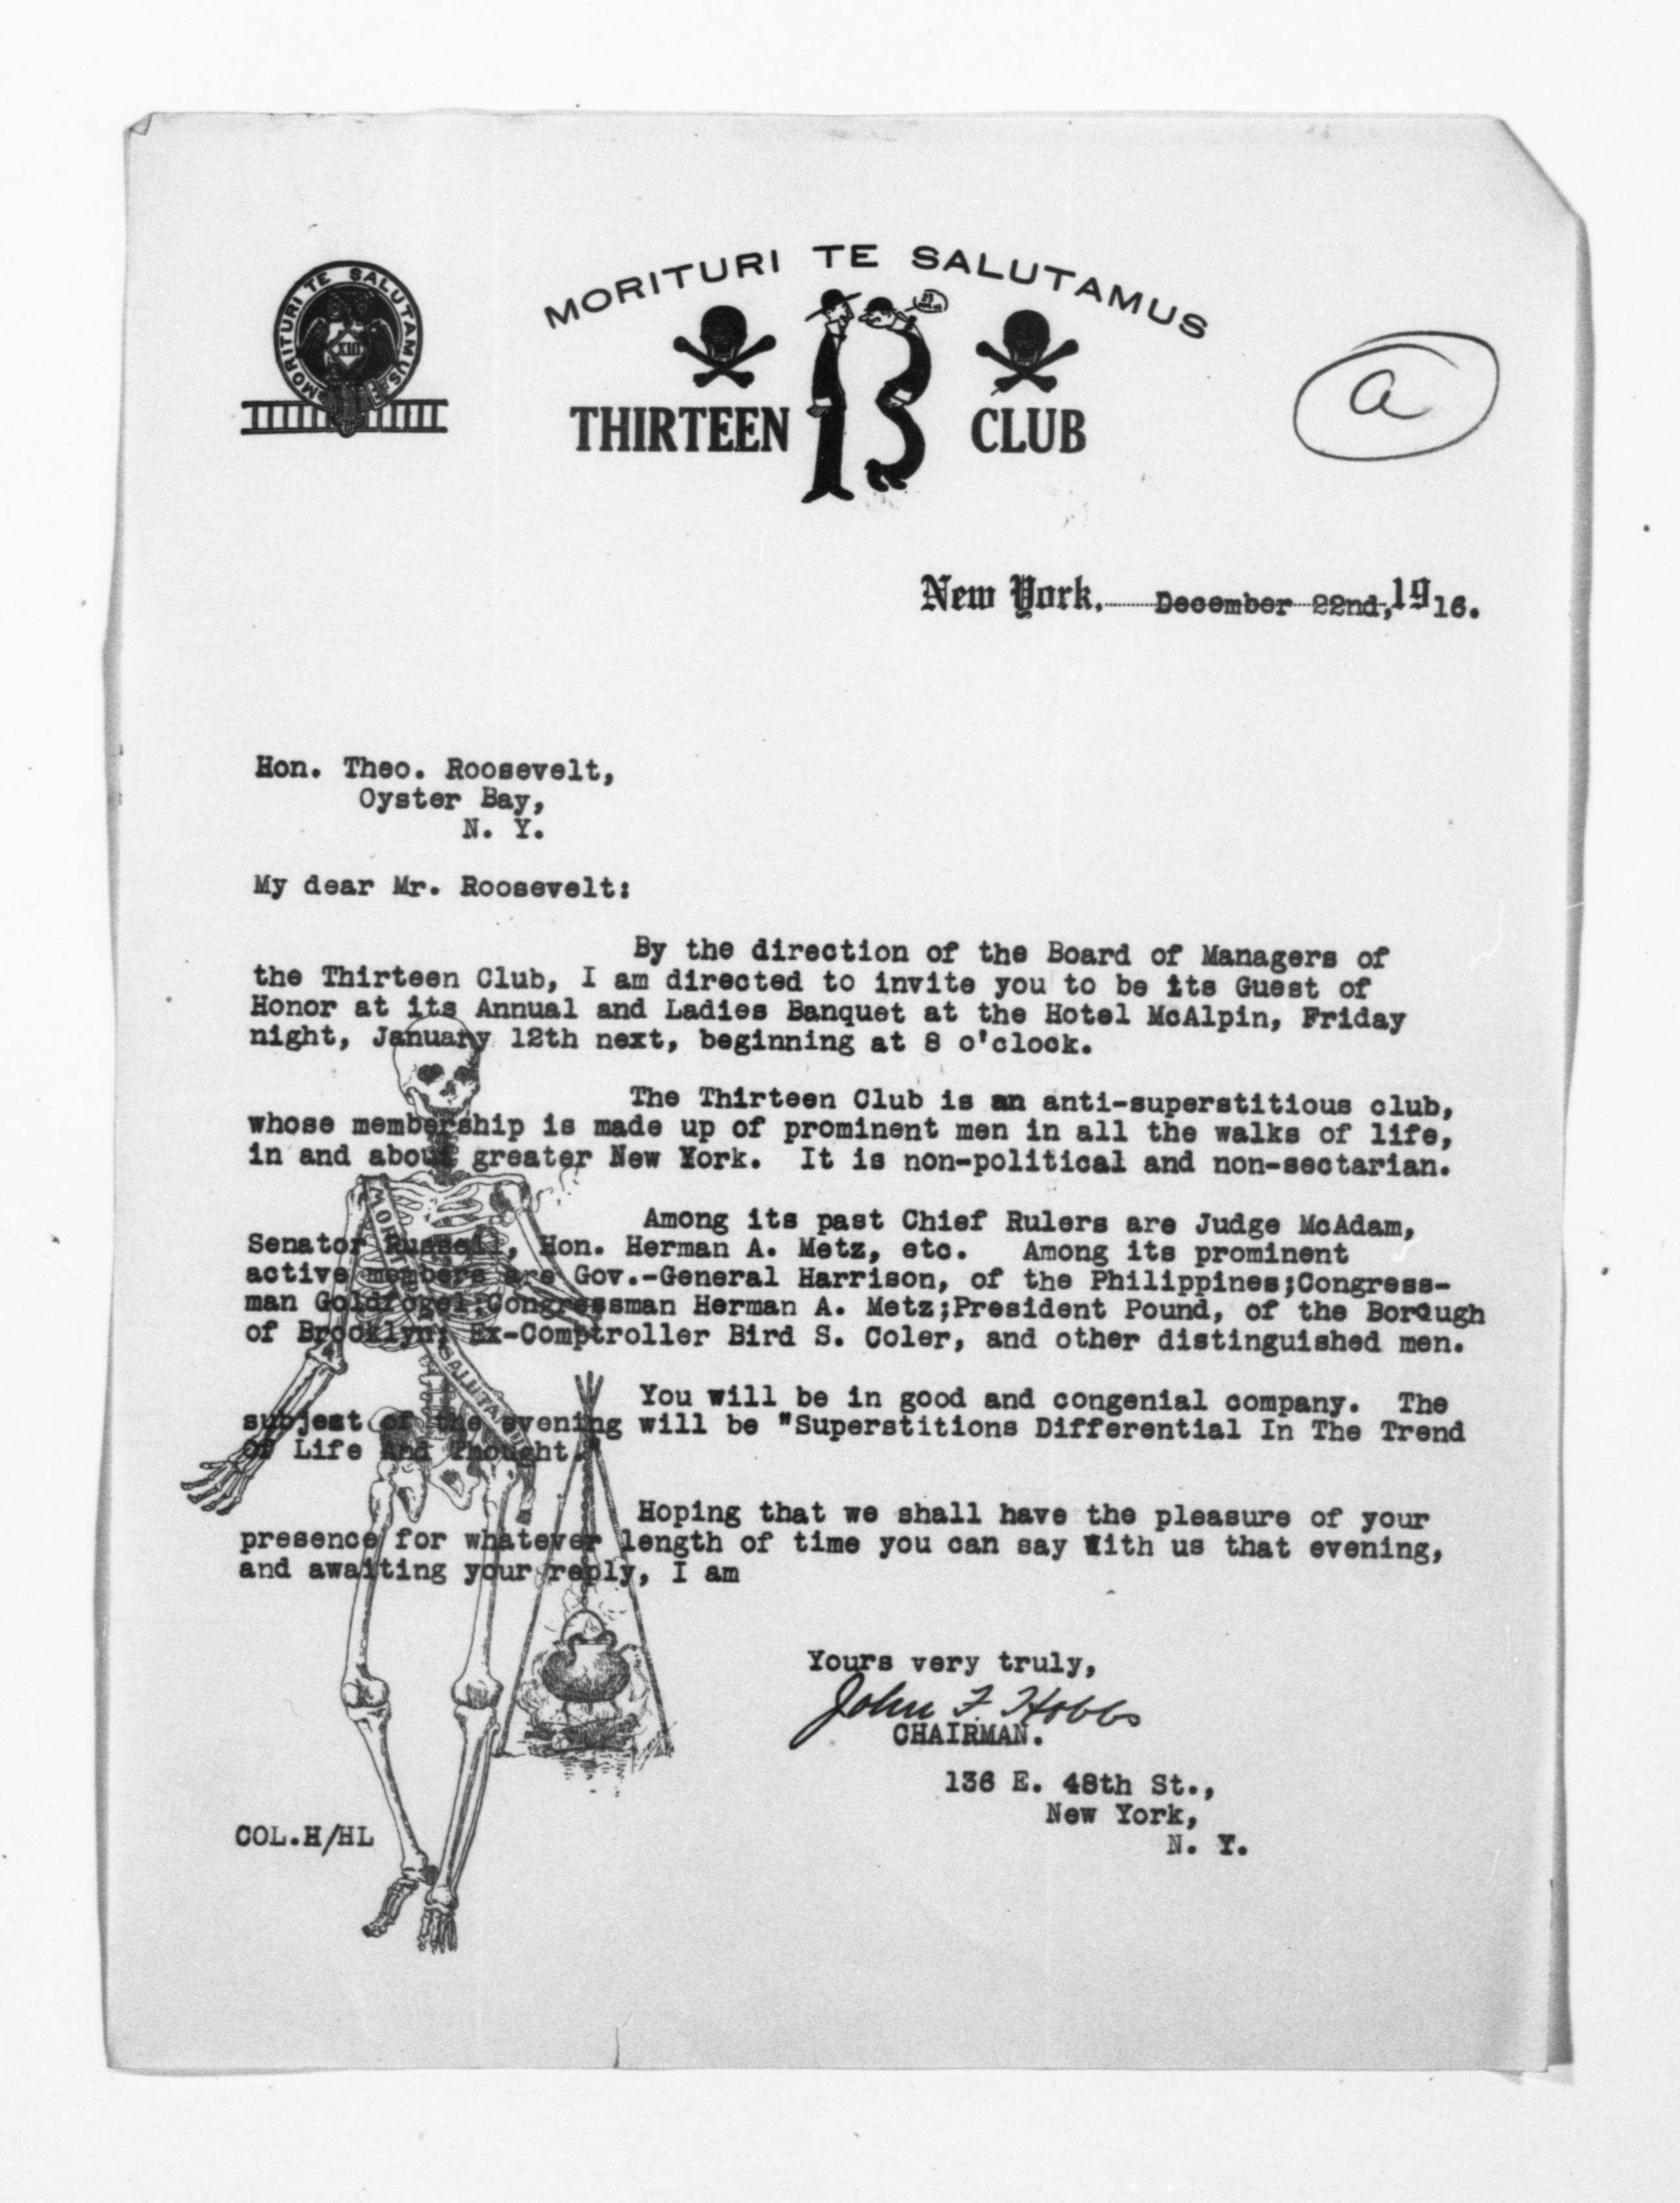 MORITURI TE SALUTAMUS
MORITURI TE SALUTAMUS
XIII
THIRTEEN 13 CLUB
a
New York, December 22nd, 1916.
Hon. Theo. Roosevelt,
Oyster Bay,
N. Y.
My dear Mr. Roosevelt:
By the direction of the Board of Managers of
the Thirteen Club, I am directed to invite you to be its Guest of
Honor at its Annual and Ladies Banquet at the Hotel McAlpin, Friday
night, January 12th next, beginning at 8 o'clock.
The Thirteen Club is an anti-superstitious club,
whose membership is made up of prominent men in all the walks of life,
in and about greater New York. It is non-political and non-sectarian.
Among its past Chief Rulers are Judge McAdam,
Senator Russell, Hon. Herman A. Metz, etc. Among its prominent
active members are Gov.-General Harrison, of the Philippines;Congress-
man Goldfogel;Congressman Herman A. Metz;President Pound, of the Borough
of Brooklyn; Ex-Comptroller Bird S. Coler, and other distinguished men.
You will be in good and congenial company. The
subject of the evening will be "Superstitions Differential In The Trend
Of Life And Thought."
Hoping that we shall have the pleasure of your
presence for whatever length of time you can say with us that evening,
and awaiting your reply, I am
Yours very truly,
John F. Hobbs
CHAIRMAN.
136 E. 48th St.,
New York,
N. Y.
COL.H/HL